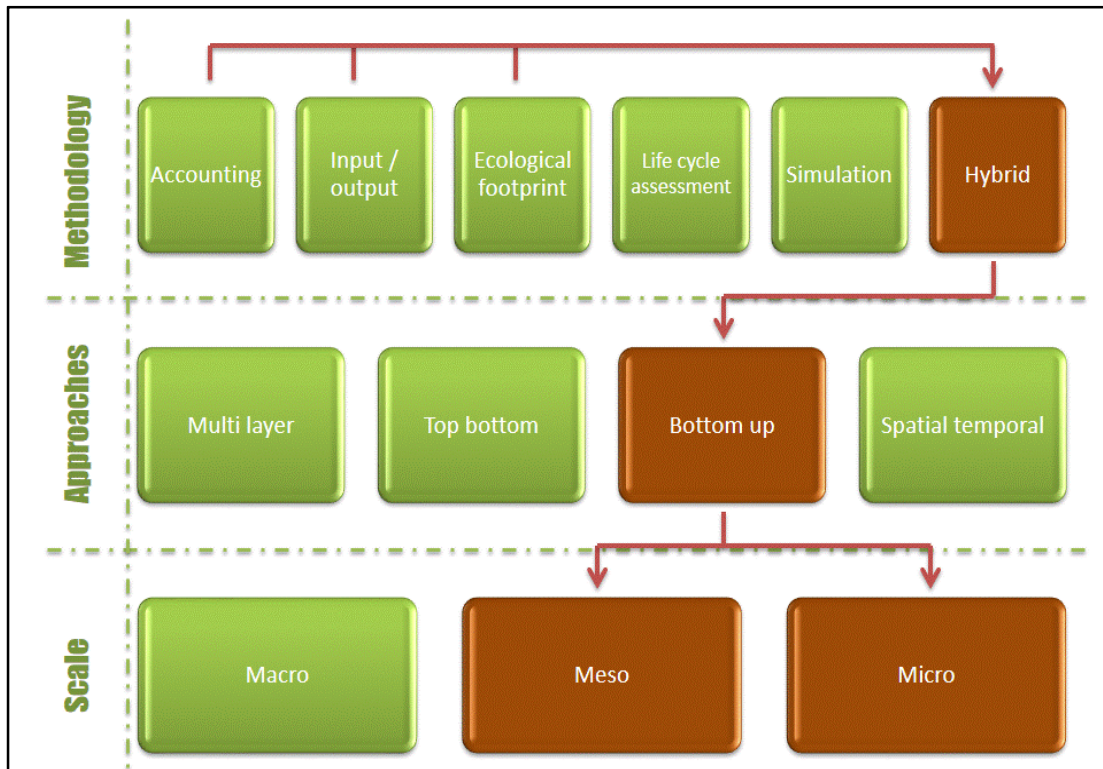 Methodology
Accounting
Input /
output
Ecological
footprint
Life cycle
assessment
Simulation
Hybrid
Approaches
Multi layer
Top bottom
Bottom up
Spatial temporal
Scale
Macro
Meso
Micro